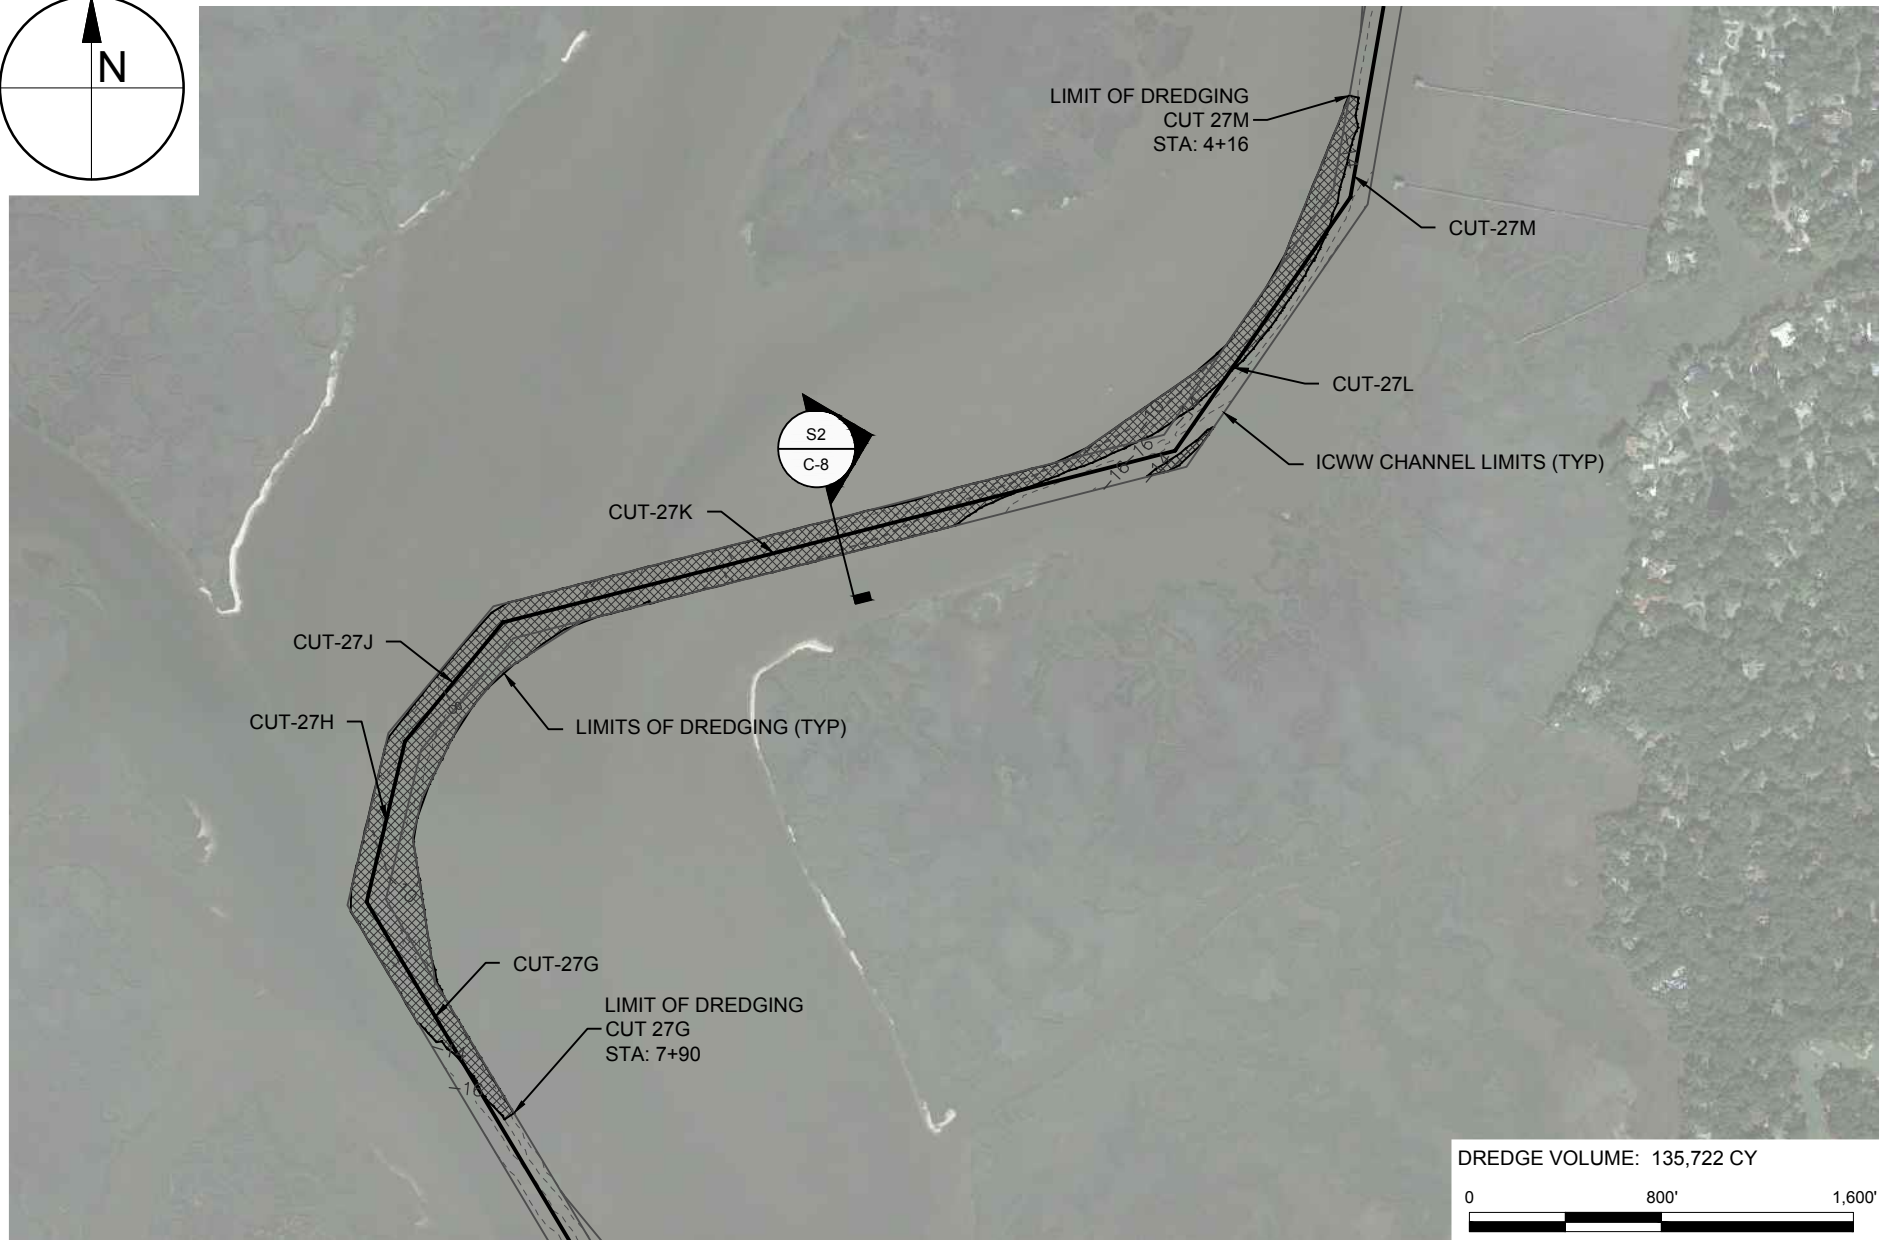 N
LIMIT OF DREDGING
CUT 27M
STA: 4+16
CUT-27M
CUT-27L
S2
C-8
ICWW CHANNEL LIMITS (TYP)
CUT-27K
CUT-27J
CUT-27H
LIMITS OF DREDGING (TYP)
CUT-27G
LIMIT OF DREDGING
CUT 27G
STA: 7+90
-16
DREDGE VOLUME: 135,722 CY
0 800' 1,600'